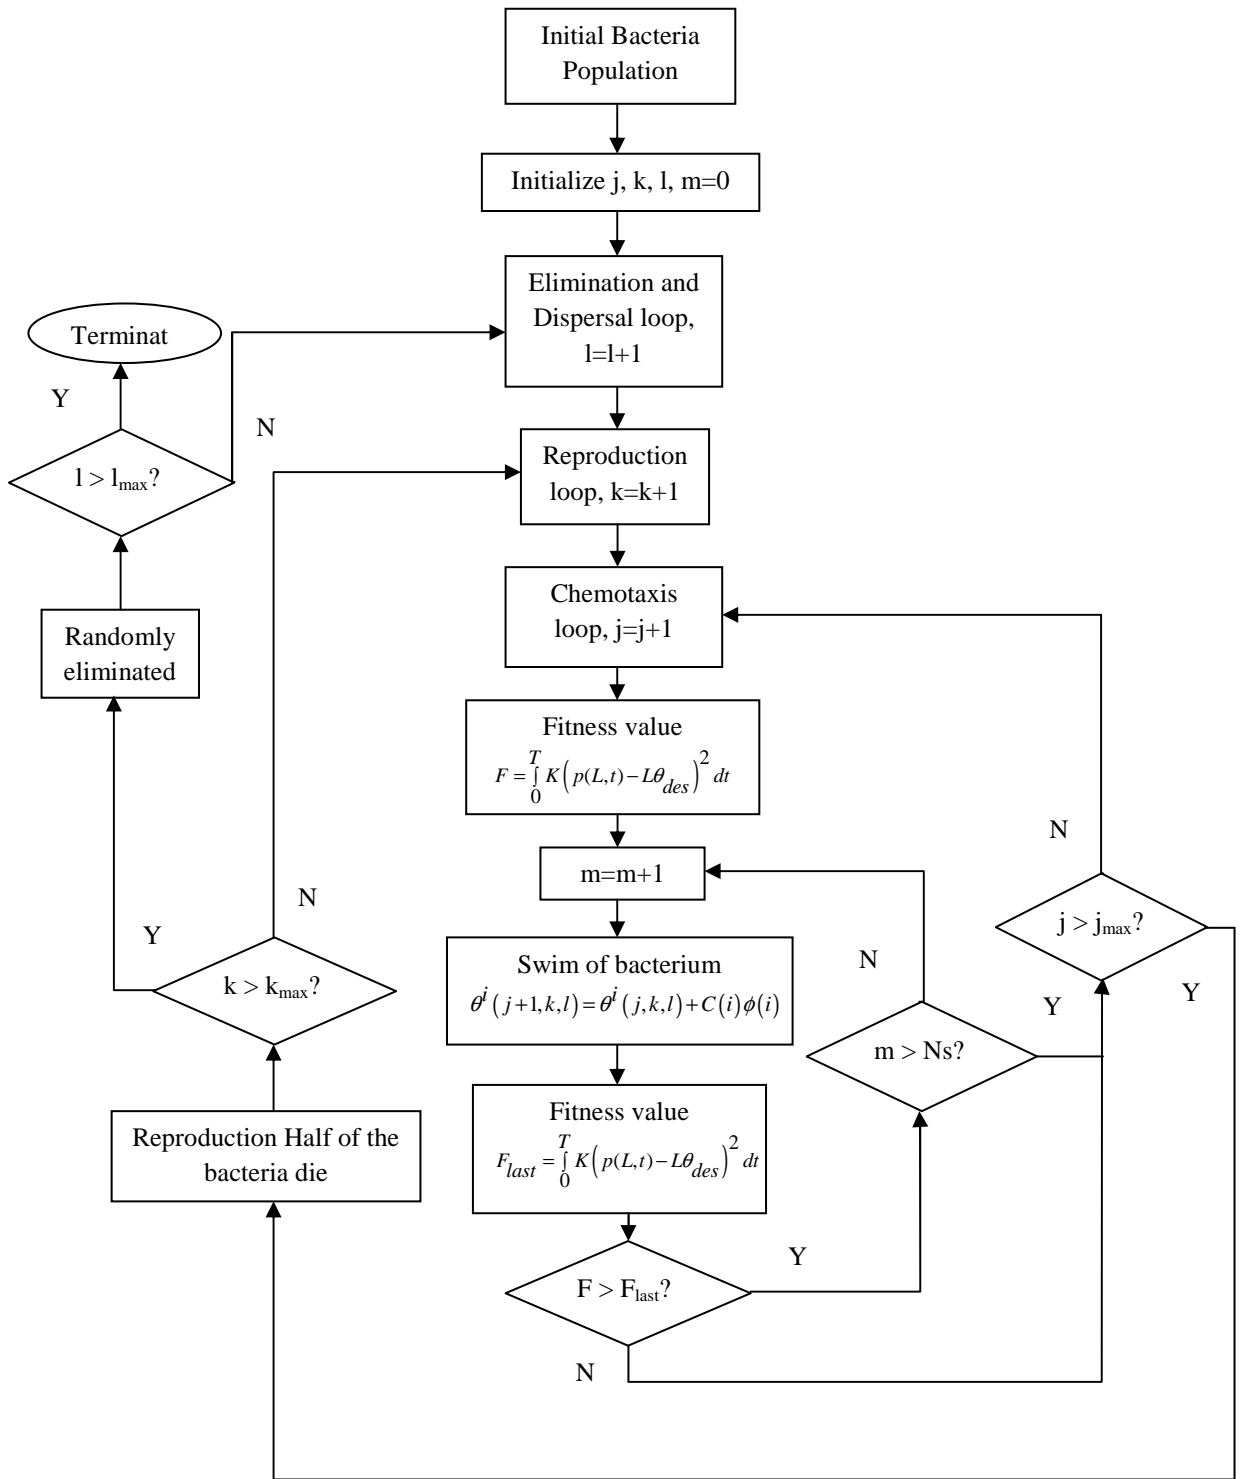 Initial Bacteria
Population
Initialize j, k, l, m=0
Elimination and
Dispersal loop,
l=l+1
Terminat
Y
N
l > lmax?
Reproduction
loop, k=k+1
Chemotaxis
loop, j=j+1
Randomly
eliminated
Fitness value
F = ∫₀ᵀ K(p(L,t) − Lθdes)² dt
N
m=m+1
N
j > jmax?
Y
Swim of bacterium
θⁱ(j+1,k,l) = θⁱ(j,k,l) + C(i)ϕ(i)
N
k > kmax?
Y
Y
m > Ns?
Fitness value
Flast = ∫₀ᵀ K(p(L,t) − Lθdes)² dt
Reproduction Half of the
bacteria die
Y
F > Flast?
N